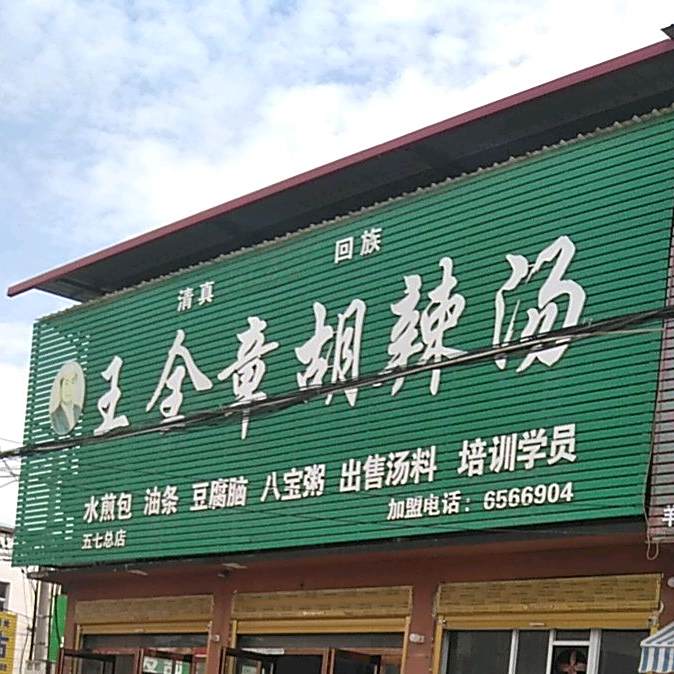 清真 回族
王全章胡辣汤
水煎包 油条 豆腐脑 八宝粥 出售汤料 培训学员
五七总店 加盟电话：6566904